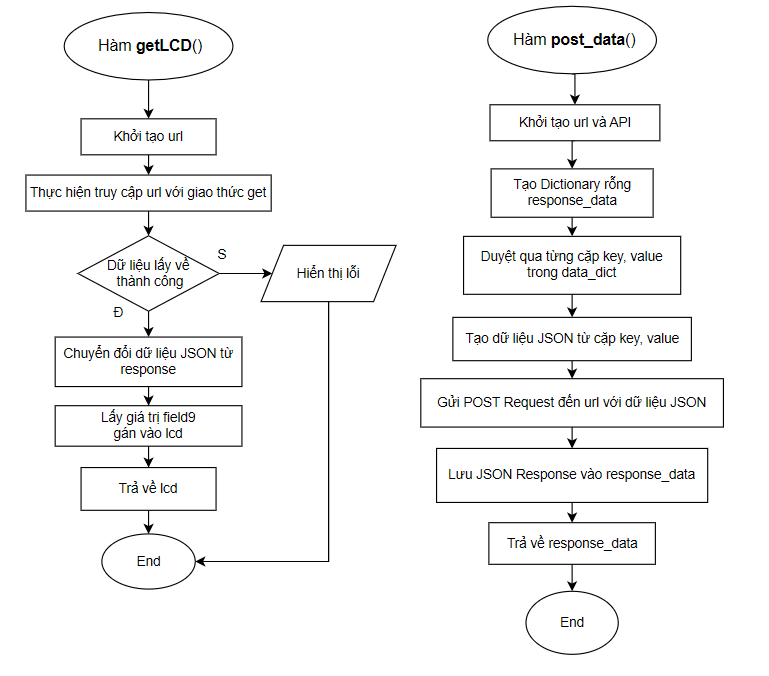 Hàm getLCD()
Khởi tạo url
Thực hiện truy cập url với giao thức get
Dữ liệu lấy về
thành công
S
Hiển thị lỗi
Đ
Chuyển đổi dữ liệu JSON từ
response
Lấy giá trị field9
gán vào lcd
Trả về lcd
End
Hàm post_data()
Khởi tạo url và API
Tạo Dictionary rỗng
response_data
Duyệt qua từng cặp key, value
trong data_dict
Tạo dữ liệu JSON từ cặp key, value
Gửi POST Request đến url với dữ liệu JSON
Lưu JSON Response vào response_data
Trả về response_data
End